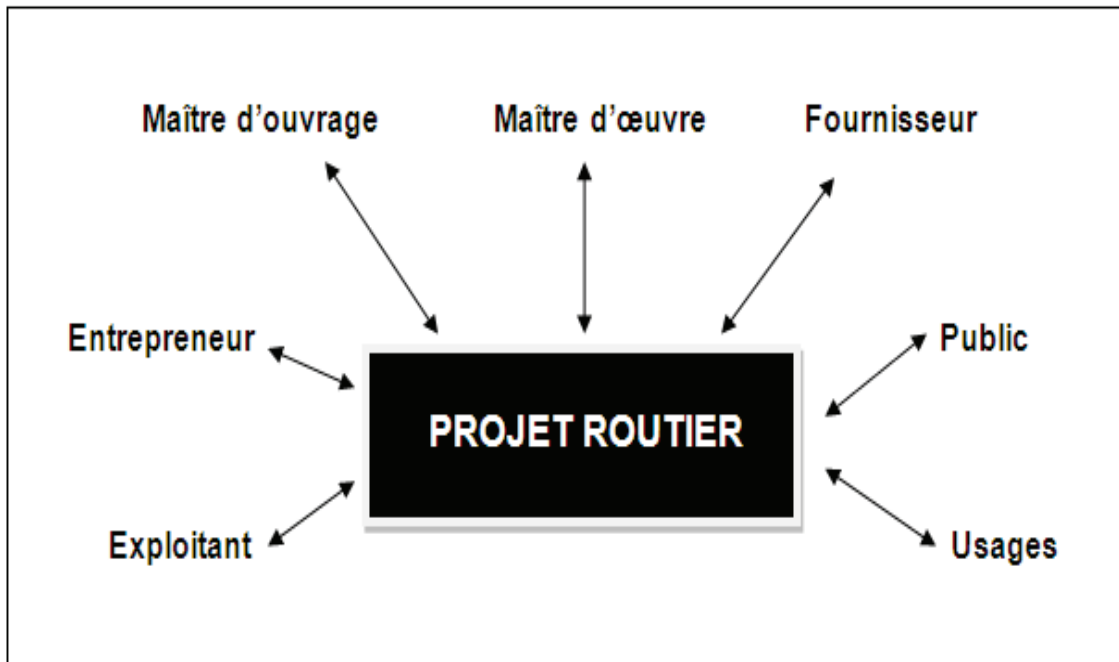 Maître d'ouvrage
Maître d'œuvre
Fournisseur
Entrepreneur
Public
PROJET ROUTIER
Exploitant
Usages